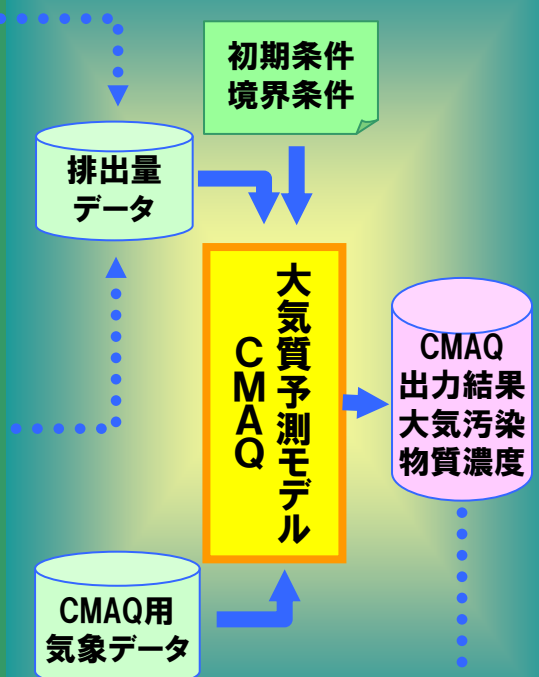 初期条件
境界条件
排出量
データ
大気質予測モデル
CMAQ
CMAQ
出力結果
大気汚染
物質濃度
CMAQ用
気象データ